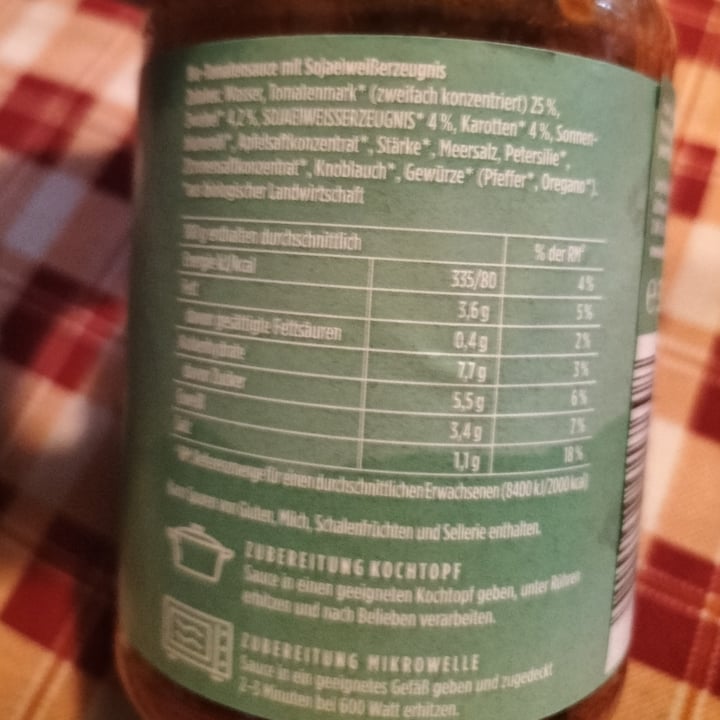 Bio-Tomatensauce mit Sojaeiweißerzeugnis
Zutaten: Wasser, Tomatenmark* (zweifach konzentriert) 25 %,
Zwiebel* 4,2 %, SOJAEIWEISSERZEUGNIS* 4 %, Karotten* 4 %, Sonnen-
blumenöl*, Apfelsaftkonzentrat*, Stärke*, Meersalz, Petersilie*,
Zitronensaftkonzentrat*, Knoblauch*, Gewürze* (Pfeffer*, Oregano*).
*aus biologischer Landwirtschaft
100g enthalten durchschnittlich % der RM²
Energie kJ/kcal 335/80 4%
Fett 3,6g 5%
davon gesättigte Fettsäuren 0,4g 2%
Kohlenhydrate 7,7g 3%
davon Zucker 5,5g 6%
Eiweiß 3,4g 7%
Salz 1,1g 18%
Referenzmenge für einen durchschnittlichen Erwachsenen (8400 kJ/2000 kcal)
Kann Spuren von Gluten, Milch, Schalenfrüchten und Sellerie enthalten.
ZUBEREITUNG KOCHTOPF
Sauce in einen geeigneten Kochtopf geben, unter Rühren
erhitzen und nach Belieben verarbeiten.
ZUBEREITUNG MIKROWELLE
Sauce in ein geeignetes Gefäß geben und zugedeckt
2-3 Minuten bei 600 Watt erhitzen.